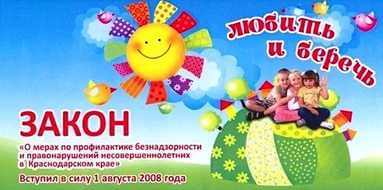 любить
и беречь
ЗАКОН
«О мерах по профилактике безнадзорности
и правонарушений несовершеннолетних
в Краснодарском крае»
Вступил в силу 1 августа 2008 года